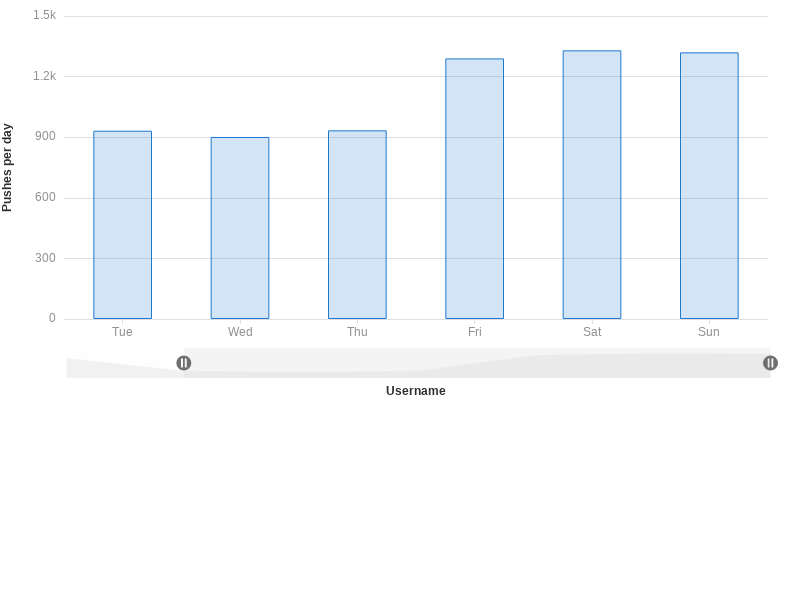 Pushes per day
1.5k
1.2k
900
600
300
0
Tue Wed Thu Fri Sat Sun
Username